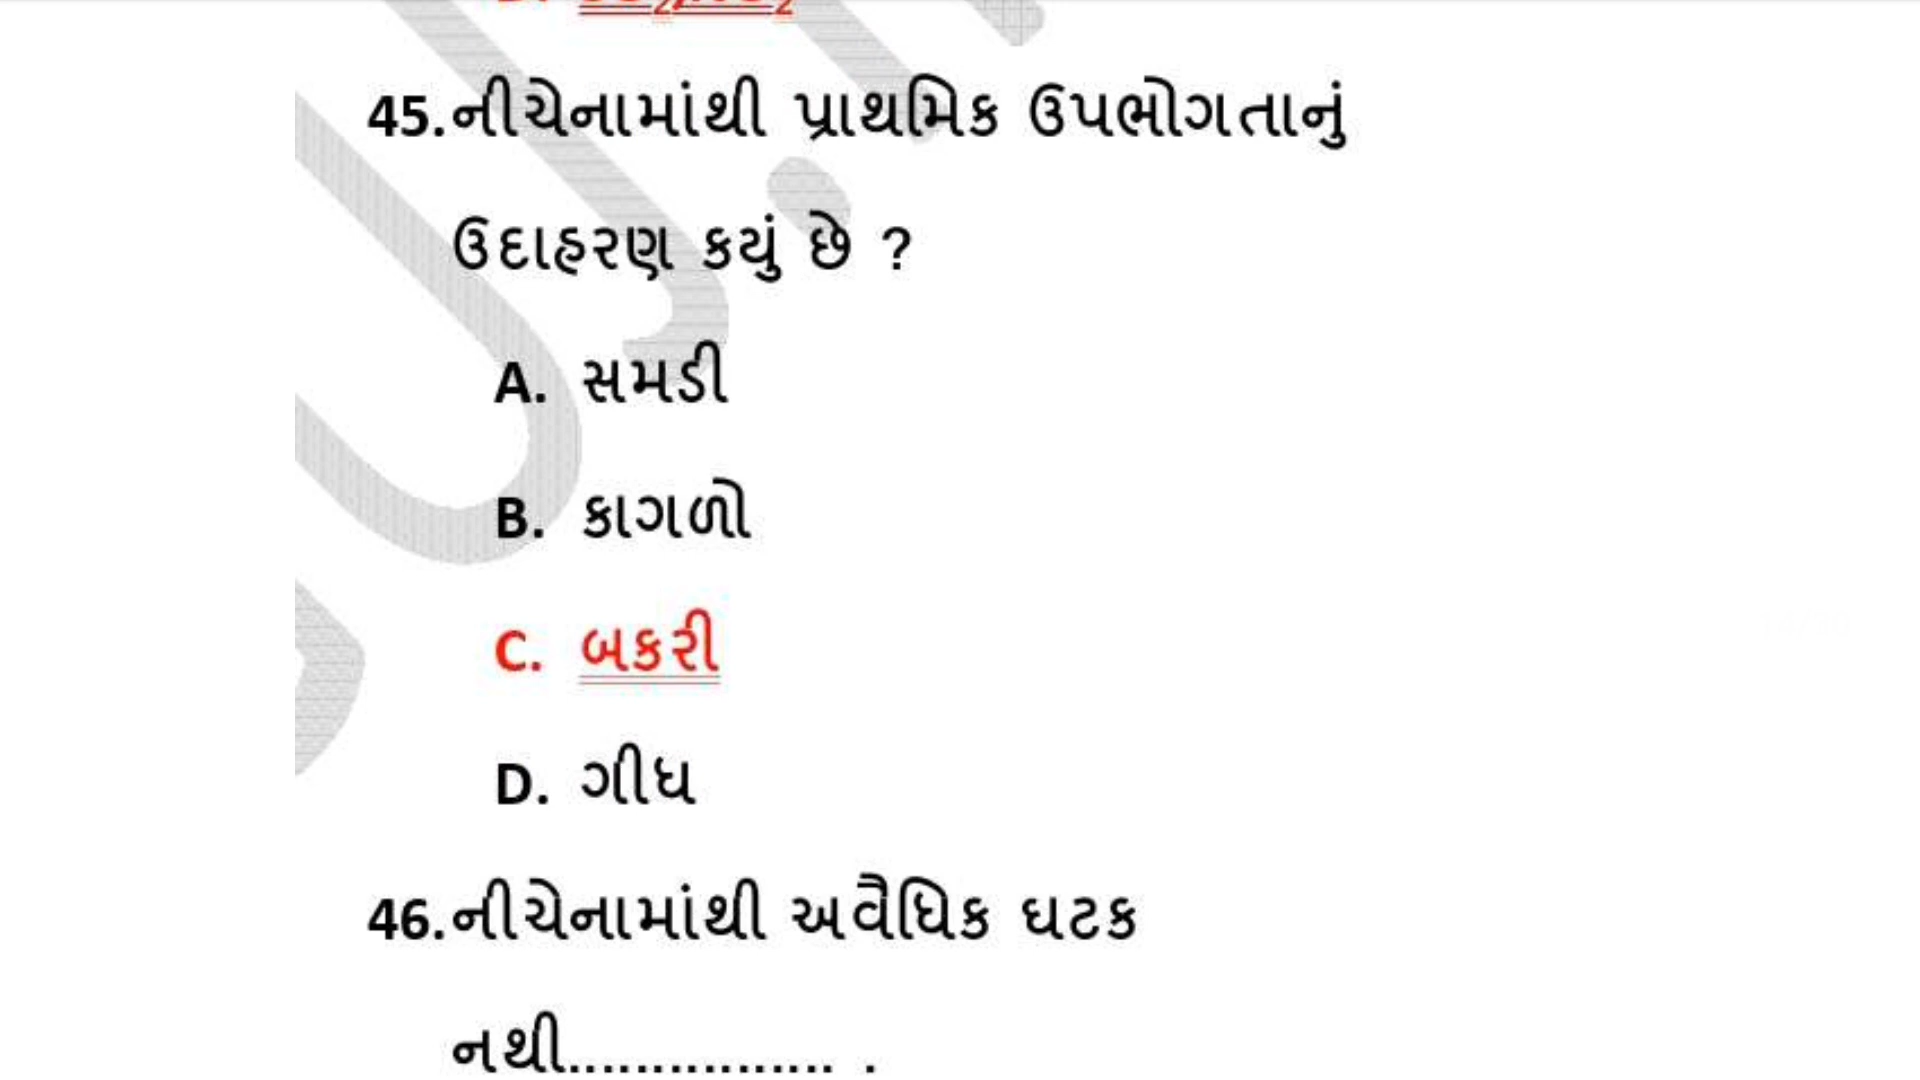 45.નીચેનામાંથી પ્રાથમિક ઉપભોગતાનું
ઉદાહરણ કયું છે ?
A. સમડી
B. કાગળો
C. બકરી
D. ગીધ
46.નીચેનામાંથી અવૈધિક ઘટક
નથી................ .